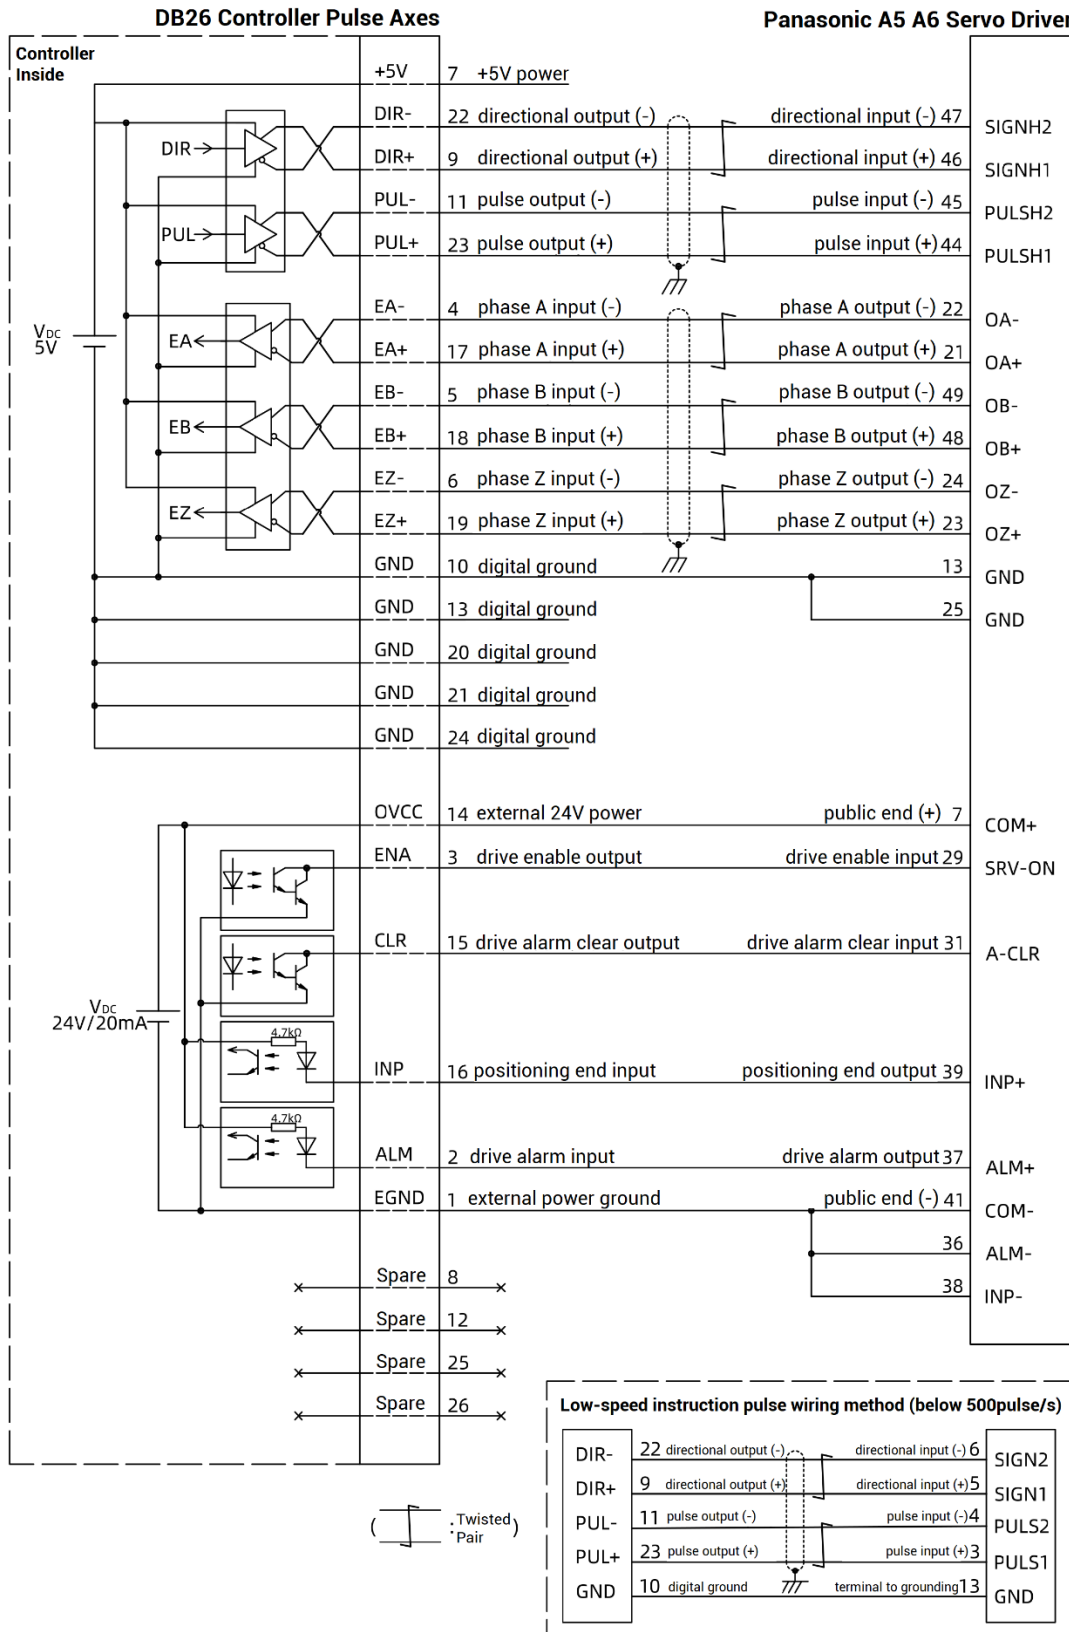 DB26 Controller Pulse Axes
Panasonic A5 A6 Servo Driver
Controller
Inside
+5V 7 +5V power
DIR- 22 directional output (-) directional input (-) 47 SIGNH2
DIR
DIR+ 9 directional output (+) directional input (+) 46 SIGNH1
PUL- 11 pulse output (-) pulse input (-) 45 PULSH2
PUL
PUL+ 23 pulse output (+) pulse input (+) 44 PULSH1
EA- 4 phase A input (-) phase A output (-) 22 OA-
VDC
5V
EA
EA+ 17 phase A input (+) phase A output (+) 21 OA+
EB- 5 phase B input (-) phase B output (-) 49 OB-
EB
EB+ 18 phase B input (+) phase B output (+) 48 OB+
EZ- 6 phase Z input (-) phase Z output (-) 24 OZ-
EZ
EZ+ 19 phase Z input (+) phase Z output (+) 23 OZ+
GND 10 digital ground 13 GND
GND 13 digital ground 25 GND
GND 20 digital ground
GND 21 digital ground
GND 24 digital ground
OVCC 14 external 24V power public end (+) 7 COM+
ENA 3 drive enable output drive enable input 29 SRV-ON
CLR 15 drive alarm clear output drive alarm clear input 31 A-CLR
VDC
24V/20mA
4.7kΩ
INP 16 positioning end input positioning end output 39 INP+
4.7kΩ
ALM 2 drive alarm input drive alarm output 37 ALM+
EGND 1 external power ground public end (-) 41 COM-
36 ALM-
Spare 8
38 INP-
Spare 12
Spare 25
Spare 26
Low-speed instruction pulse wiring method (below 500pulse/s)
DIR- 22 directional output (-) directional input (-) 6 SIGN2
DIR+ 9 directional output (+) directional input (+) 5 SIGN1
PUL- 11 pulse output (-) pulse input (-) 4 PULS2
PUL+ 23 pulse output (+) pulse input (+) 3 PULS1
GND 10 digital ground terminal to grounding 13 GND
( : Twisted
Pair )